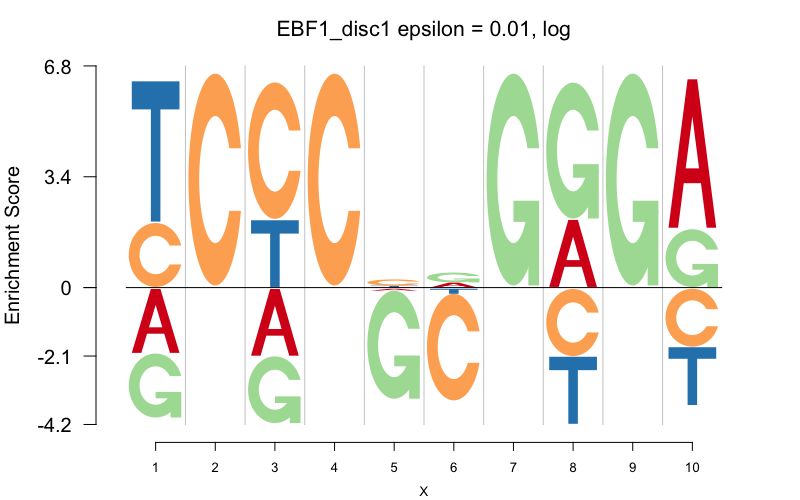 EBF1_disc1 epsilon = 0.01, log
Enrichment Score
6.8
3.4
0
-2.1
-4.2
T C C C G G G A
C T A G
C G
A A G C C C
G G T T
1 2 3 4 5 6 7 8 9 10
X